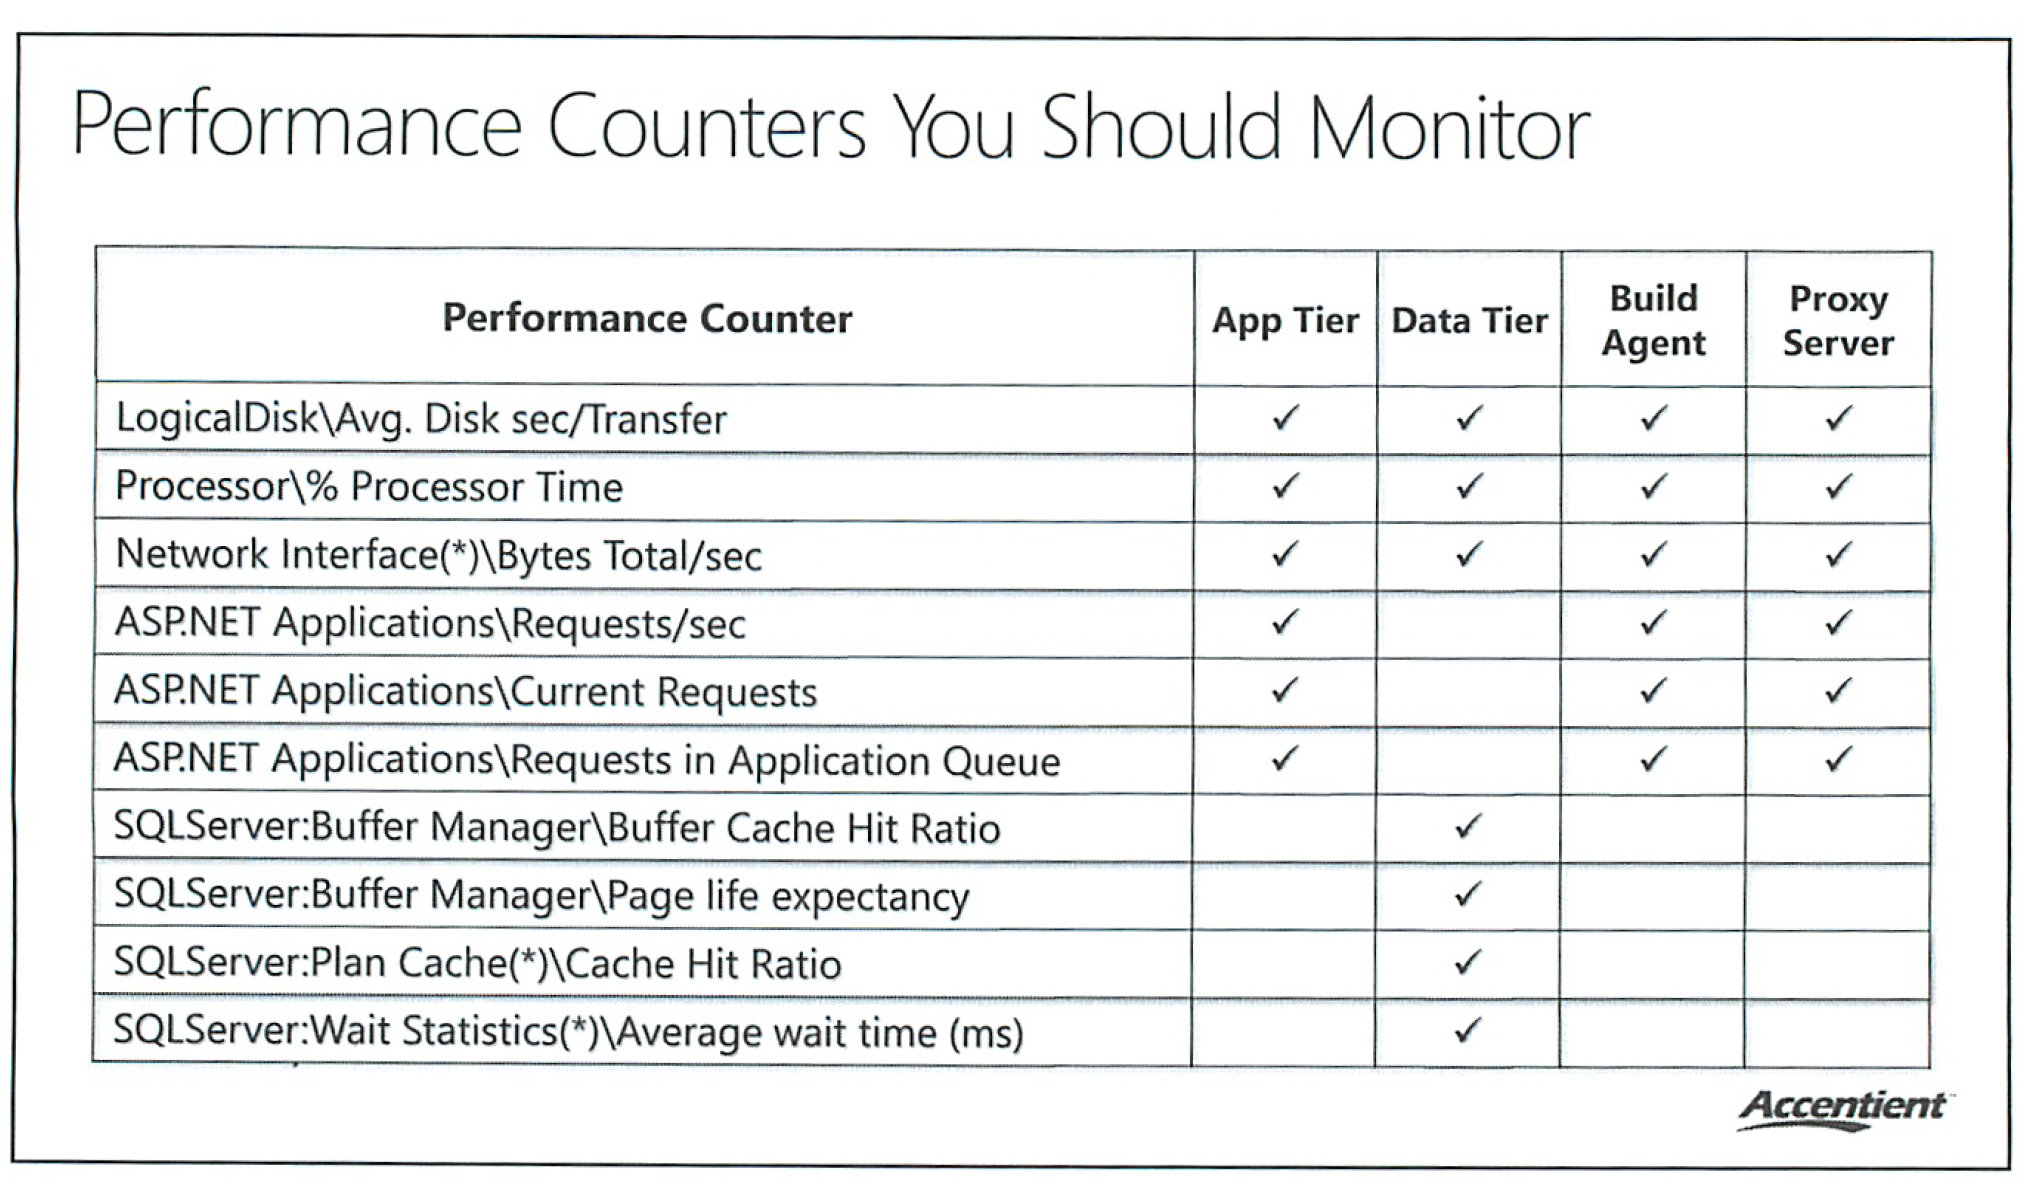 Performance Counters You Should Monitor
Performance Counter App Tier Data Tier Build Agent Proxy Server
LogicalDisk\Avg. Disk sec/Transfer ✓ ✓ ✓ ✓
Processor\% Processor Time ✓ ✓ ✓ ✓
Network Interface(*)\Bytes Total/sec ✓ ✓ ✓ ✓
ASP.NET Applications\Requests/sec ✓ ✓ ✓
ASP.NET Applications\Current Requests ✓ ✓ ✓
ASP.NET Applications\Requests in Application Queue ✓ ✓ ✓
SQLServer:Buffer Manager\Buffer Cache Hit Ratio ✓
SQLServer:Buffer Manager\Page life expectancy ✓
SQLServer:Plan Cache(*)\Cache Hit Ratio ✓
SQLServer:Wait Statistics(*)\Average wait time (ms) ✓
Accentient